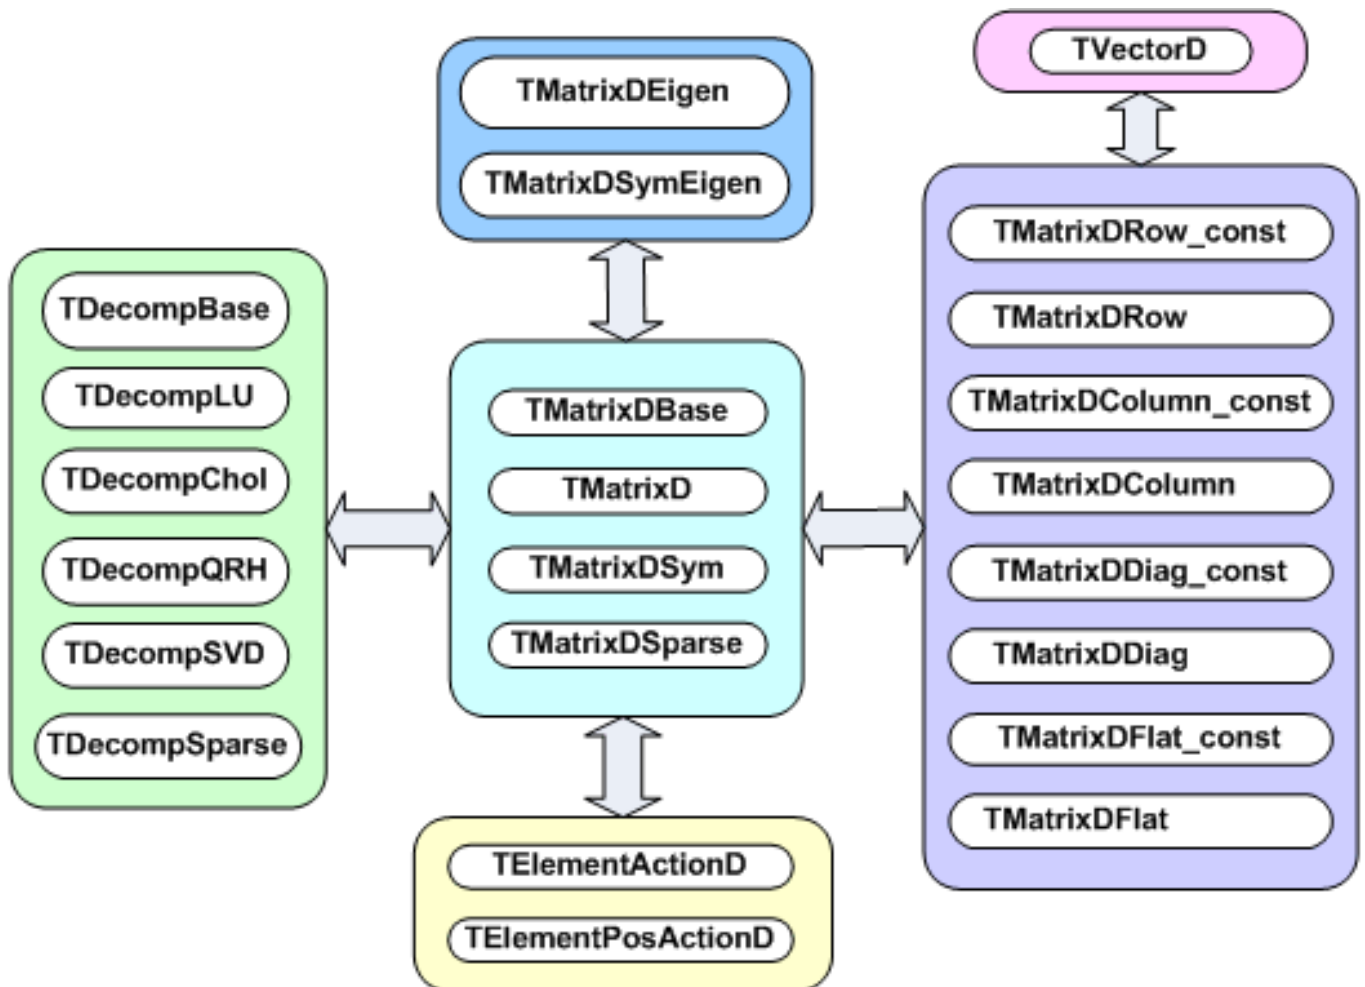 TVectorD
TMatrixDEigen
TMatrixDSymEigen
TDecompBase
TDecompLU
TDecompChol
TDecompQRH
TDecompSVD
TDecompSparse
TMatrixDBase
TMatrixD
TMatrixDSym
TMatrixDSparse
TMatrixDRow_const
TMatrixDRow
TMatrixDColumn_const
TMatrixDColumn
TMatrixDDiag_const
TMatrixDDiag
TMatrixDFlat_const
TMatrixDFlat
TElementActionD
TElementPosActionD